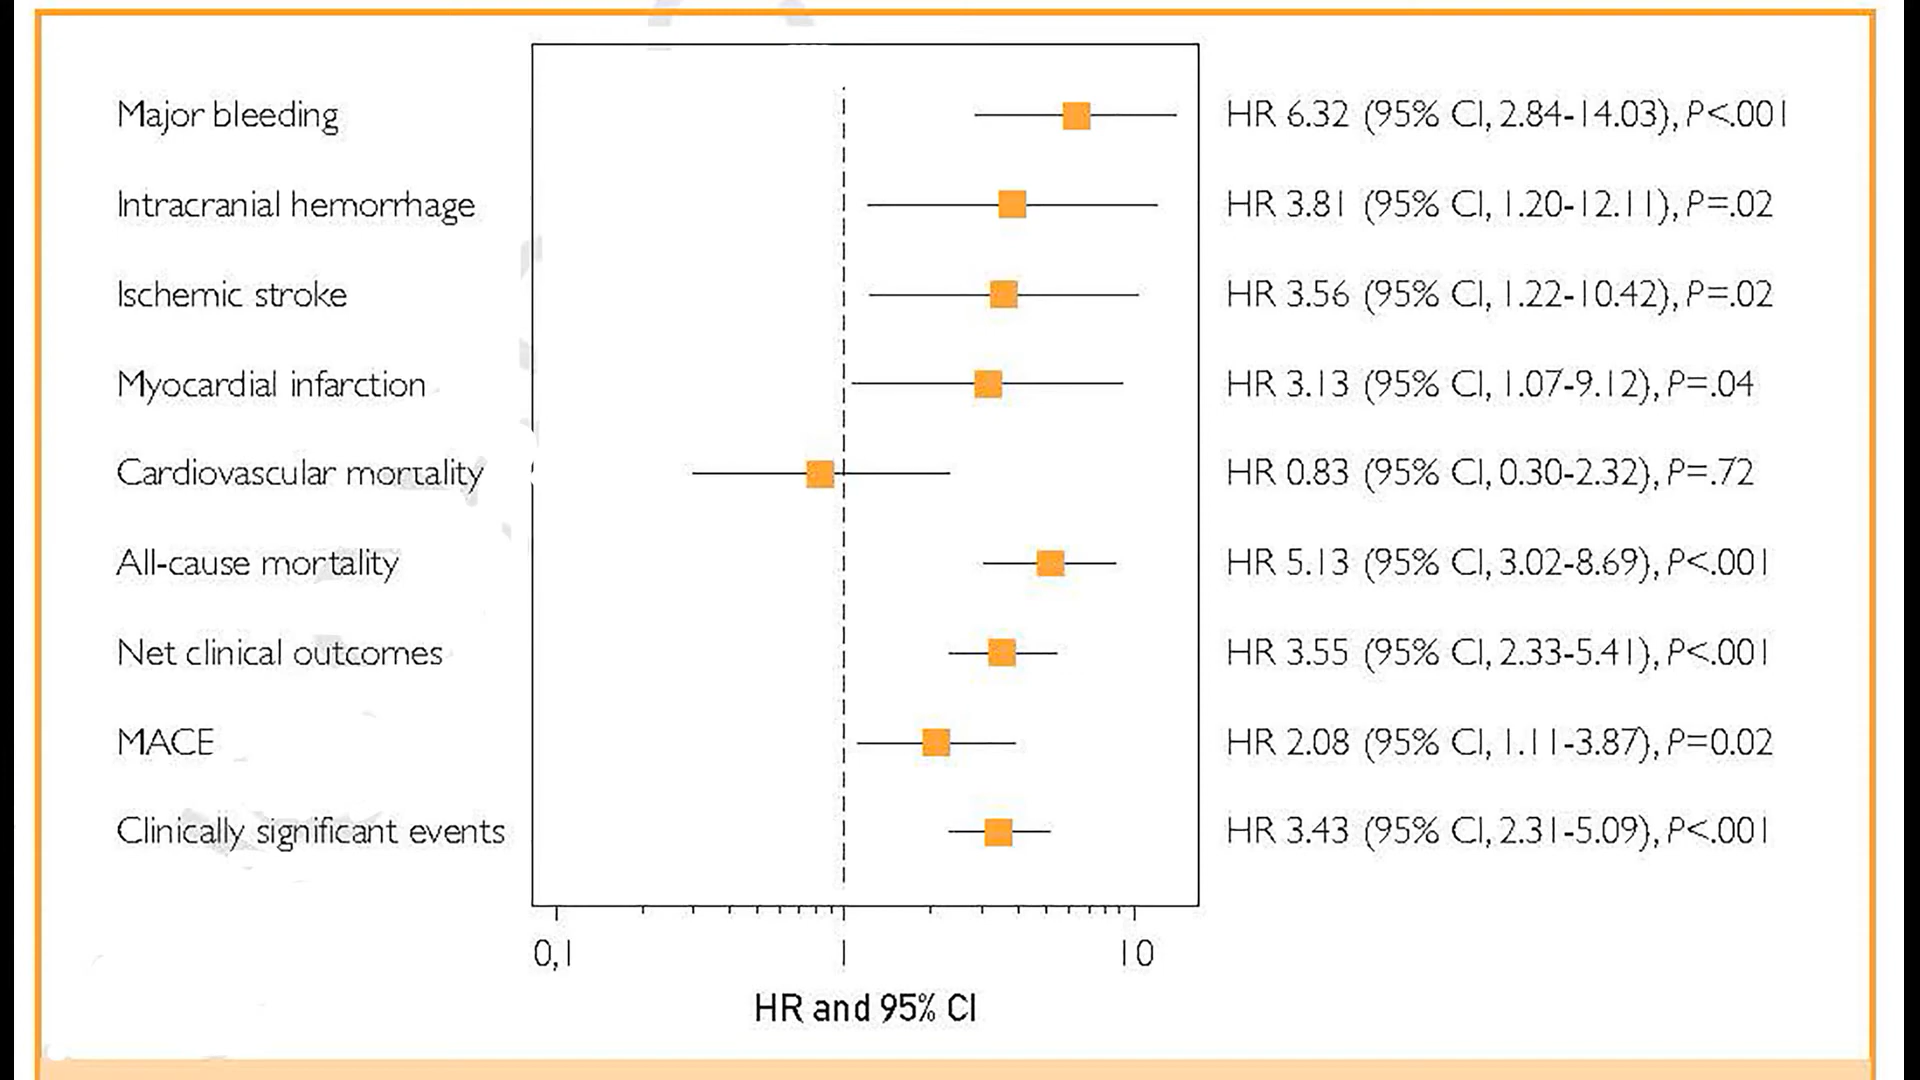 Major bleeding HR 6.32 (95% CI, 2.84-14.03), P<.001
Intracranial hemorrhage HR 3.81 (95% CI, 1.20-12.11), P=.02
Ischemic stroke HR 3.56 (95% CI, 1.22-10.42), P=.02
Myocardial infarction HR 3.13 (95% CI, 1.07-9.12), P=.04
Cardiovascular mortality HR 0.83 (95% CI, 0.30-2.32), P=.72
All-cause mortality HR 5.13 (95% CI, 3.02-8.69), P<.001
Net clinical outcomes HR 3.55 (95% CI, 2.33-5.41), P<.001
MACE HR 2.08 (95% CI, 1.11-3.87), P=0.02
Clinically significant events HR 3.43 (95% CI, 2.31-5.09), P<.001
0,1 1 10
HR and 95% CI